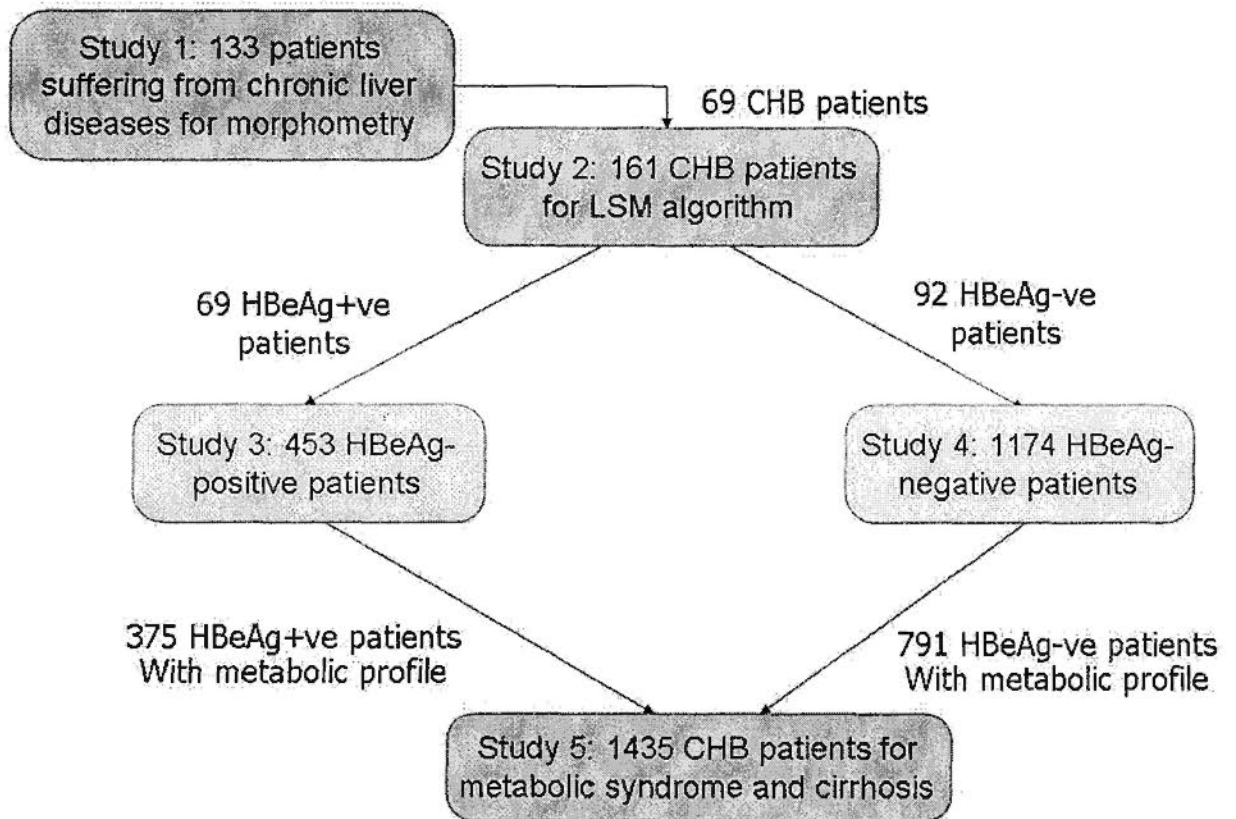 Study 1: 133 patients
suffering from chronic liver
diseases for morphometry
69 CHB patients
Study 2: 161 CHB patients
for LSM algorithm
69 HBeAg+ve
patients
92 HBeAg-ve
patients
Study 3: 453 HBeAg-
positive patients
Study 4: 1174 HBeAg-
negative patients
375 HBeAg+ve patients
With metabolic profile
791 HBeAg-ve patients
With metabolic profile
Study 5: 1435 CHB patients for
metabolic syndrome and cirrhosis